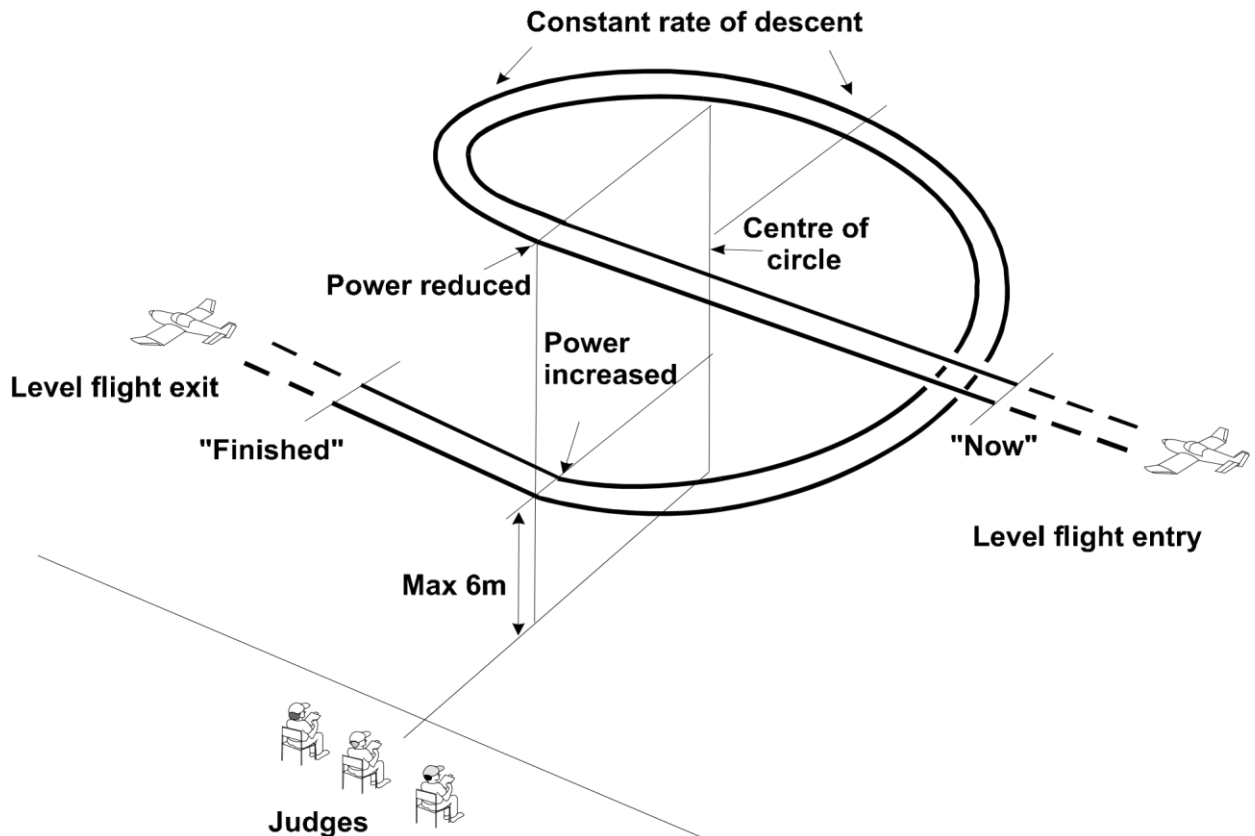 Constant rate of descent
Centre of
circle
Power reduced
Power
increased
Level flight exit
"Finished"
"Now"
Level flight entry
Max 6m
Judges